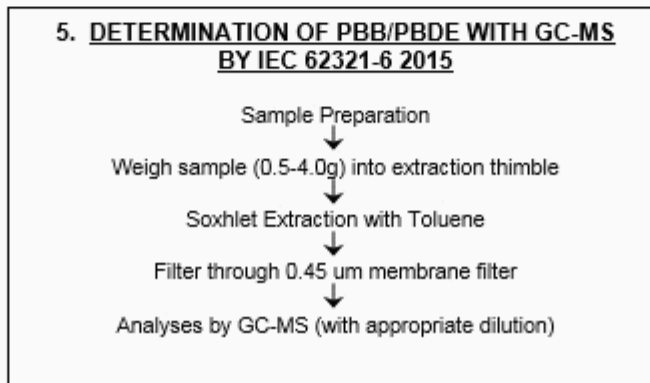 5. DETERMINATION OF PBB/PBDE WITH GC-MS
BY IEC 62321-6 2015
Sample Preparation
Weigh sample (0.5-4.0g) into extraction thimble
Soxhlet Extraction with Toluene
Filter through 0.45 um membrane filter
Analyses by GC-MS (with appropriate dilution)